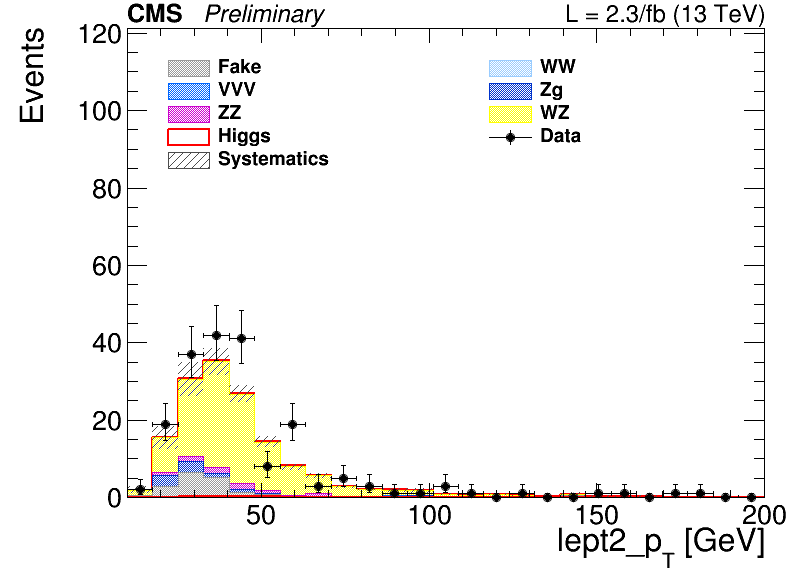 CMS Preliminary L = 2.3/fb (13 TeV)
Events
120
100
80
60
40
20
0
Fake
VVV
ZZ
Higgs
Systematics
WW
Zg
WZ
Data
50 100 150 200
lept2_p_T [GeV]